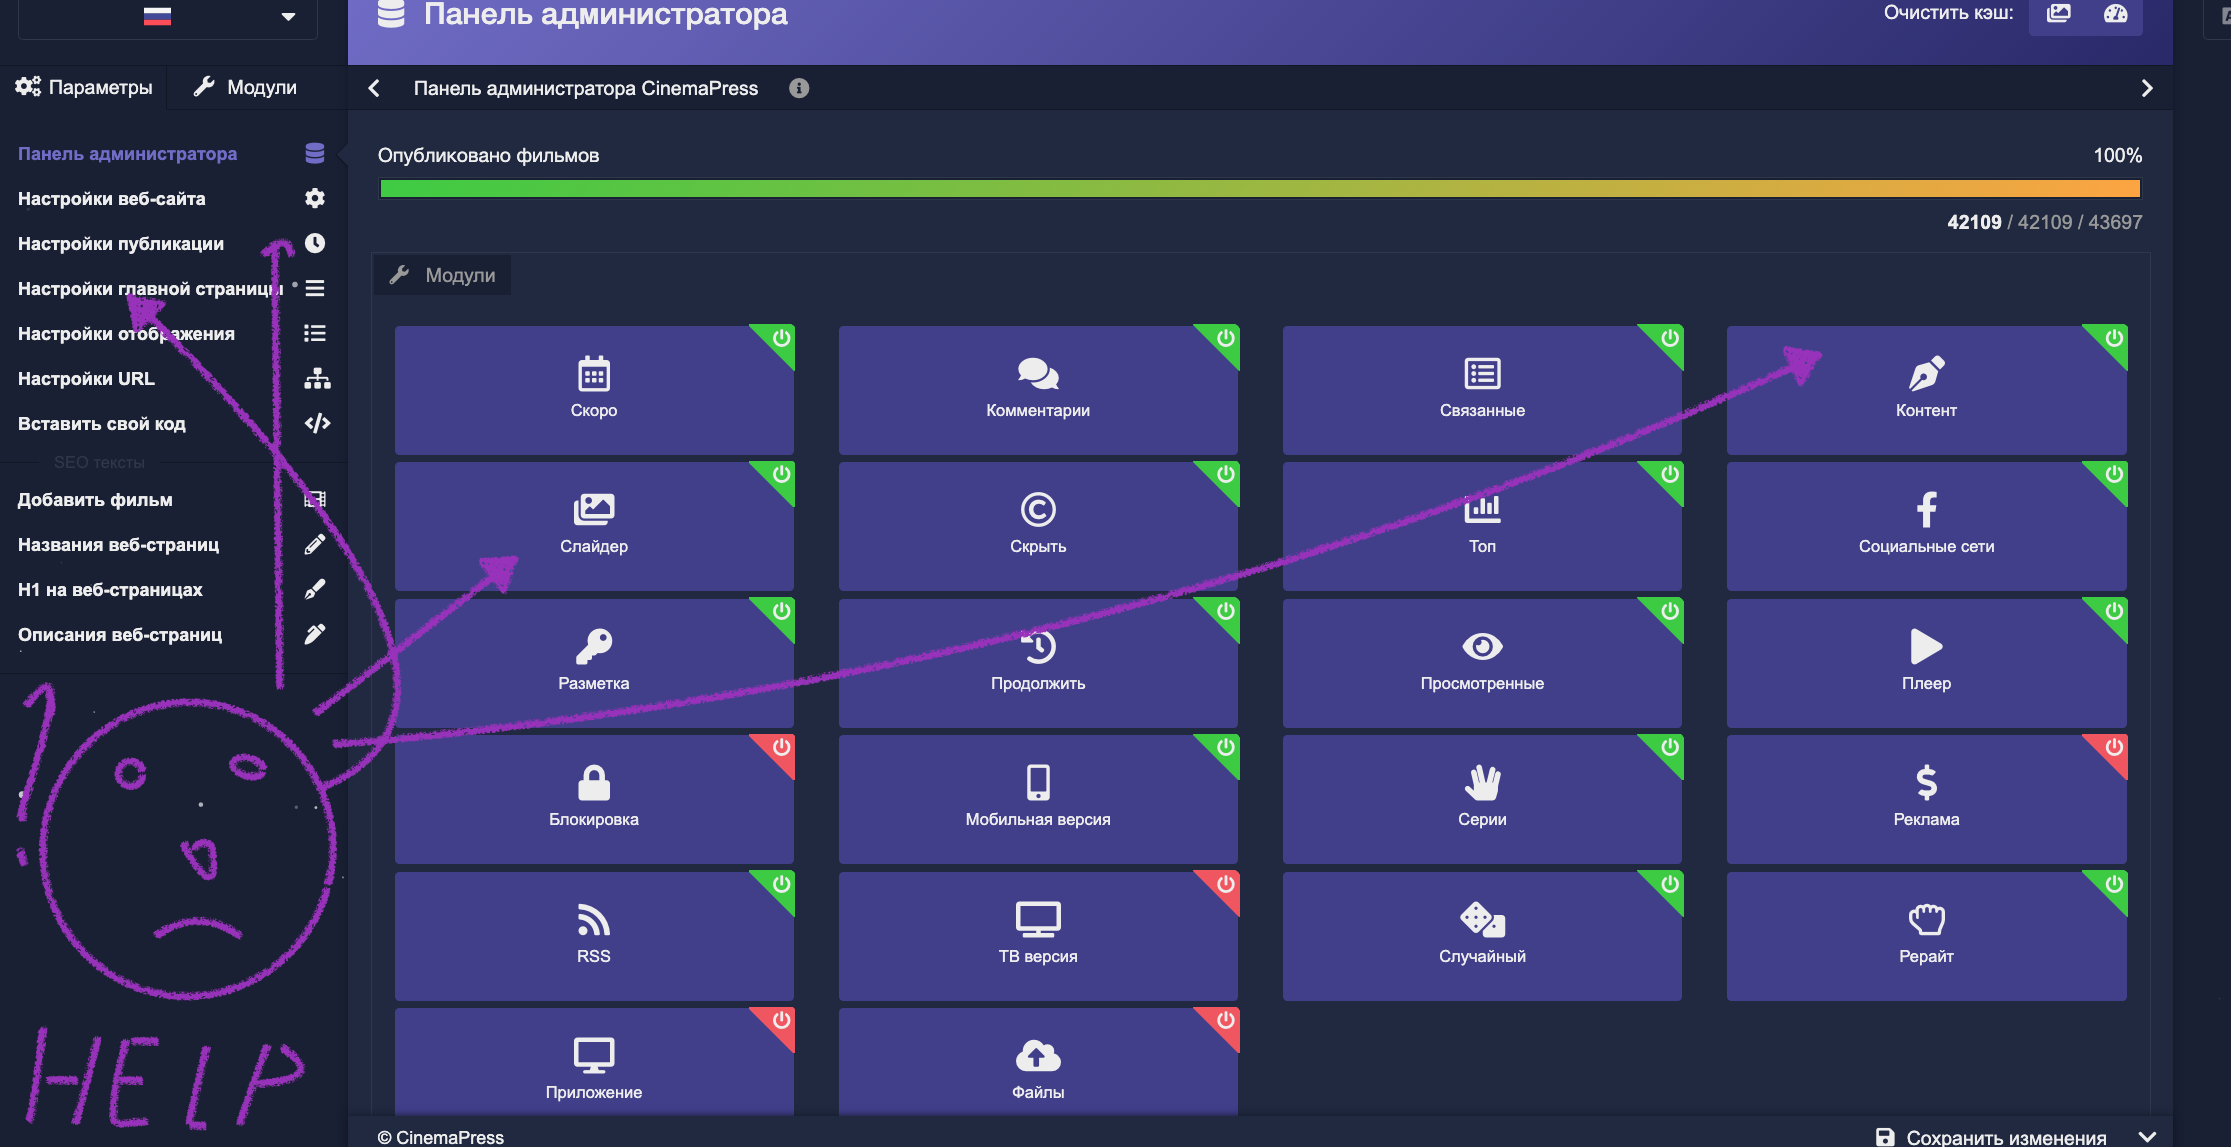 Панель администратора
Очистить кэш:
Параметры
Модули
Панель администратора CinemaPress
Панель администратора
Настройки веб-сайта
Настройки публикации
Настройки главной страницы
Настройки отображения
Настройки URL
Вставить свой код
SEO тексты
Добавить фильм
Названия веб-страниц
H1 на веб-страницах
Описания веб-страниц
HELP
Опубликовано фильмов
100%
42109 / 42109 / 43697
Модули
Скоро
Комментарии
Связанные
Контент
Слайдер
Скрыть
Топ
Социальные сети
Разметка
Продолжить
Просмотренные
Плеер
Блокировка
Мобильная версия
Серии
Реклама
RSS
ТВ версия
Случайный
Рерайт
Приложение
Файлы
© CinemaPress
Сохранить изменения